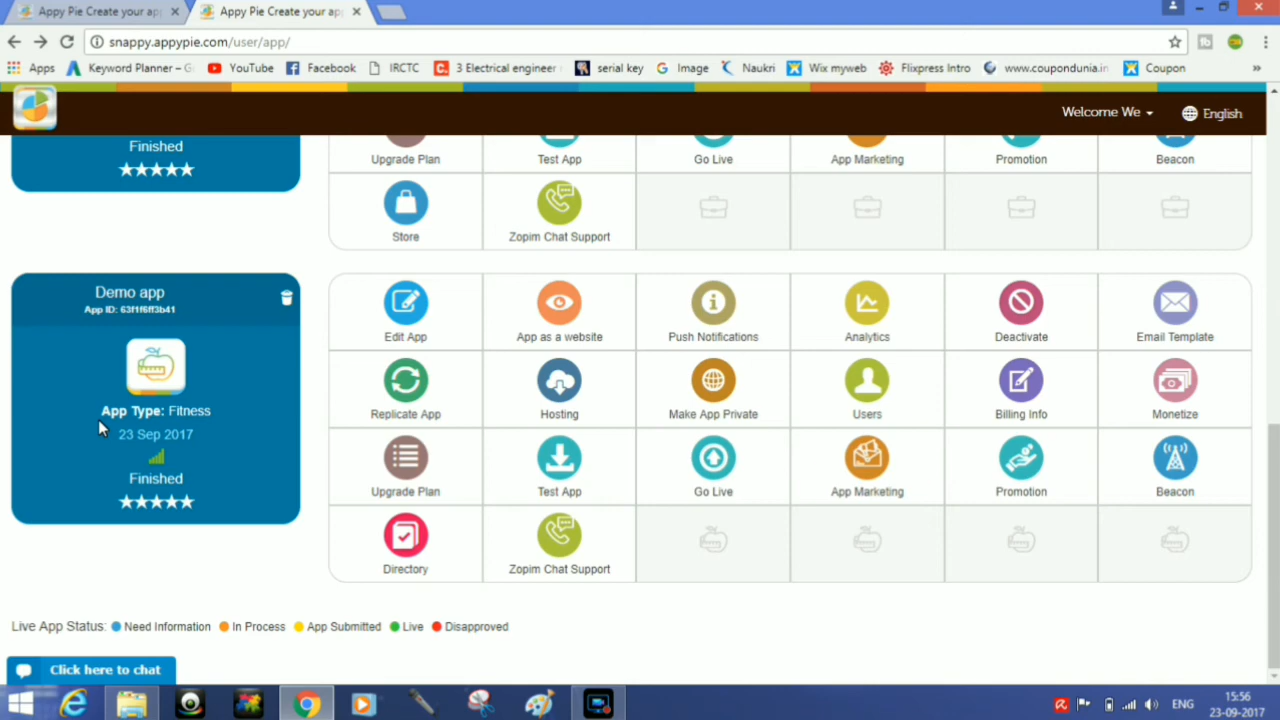 Appy Pie Create your ap
Appy Pie Create your ap
snappy.appypie.com/user/app/
Apps
Keyword Planner – G
YouTube
Facebook
IRCTC
3 Electrical engineer
serial key
Image
Naukri
Wix myweb
Flixpress Intro
www.coupondunia.in
Coupon
»
Welcome We
English
Finished
Upgrade Plan
Test App
Go Live
App Marketing
Promotion
Beacon
Store
Zopim Chat Support
Demo app
App ID: 63f1f6ff3b41
App Type: Fitness
23 Sep 2017
Finished
Edit App
App as a website
Push Notifications
Analytics
Deactivate
Email Template
Replicate App
Hosting
Make App Private
Users
Billing Info
Monetize
Upgrade Plan
Test App
Go Live
App Marketing
Promotion
Beacon
Directory
Zopim Chat Support
Live App Status: Need Information In Process App Submitted Live Disapproved
Click here to chat
ENG
15:56
23-09-2017